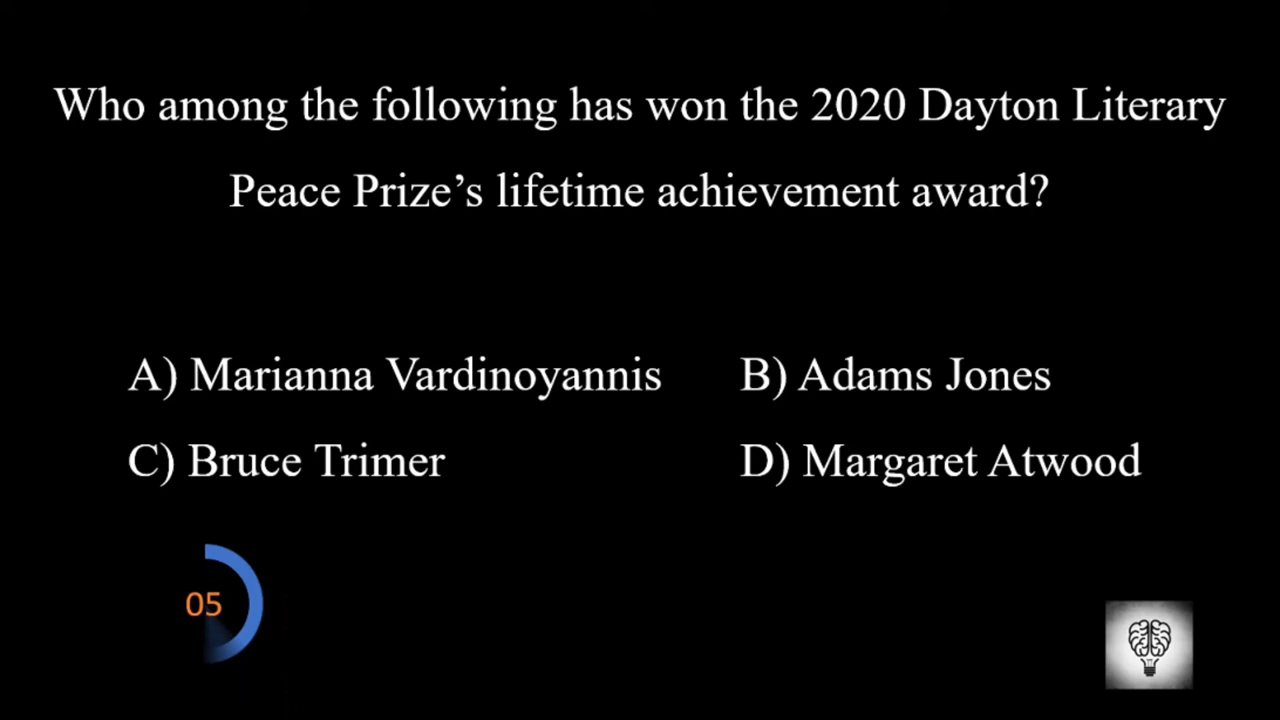 Who among the following has won the 2020 Dayton Literary
Peace Prize’s lifetime achievement award?
A) Marianna Vardinoyannis B) Adams Jones
C) Bruce Trimer D) Margaret Atwood
05